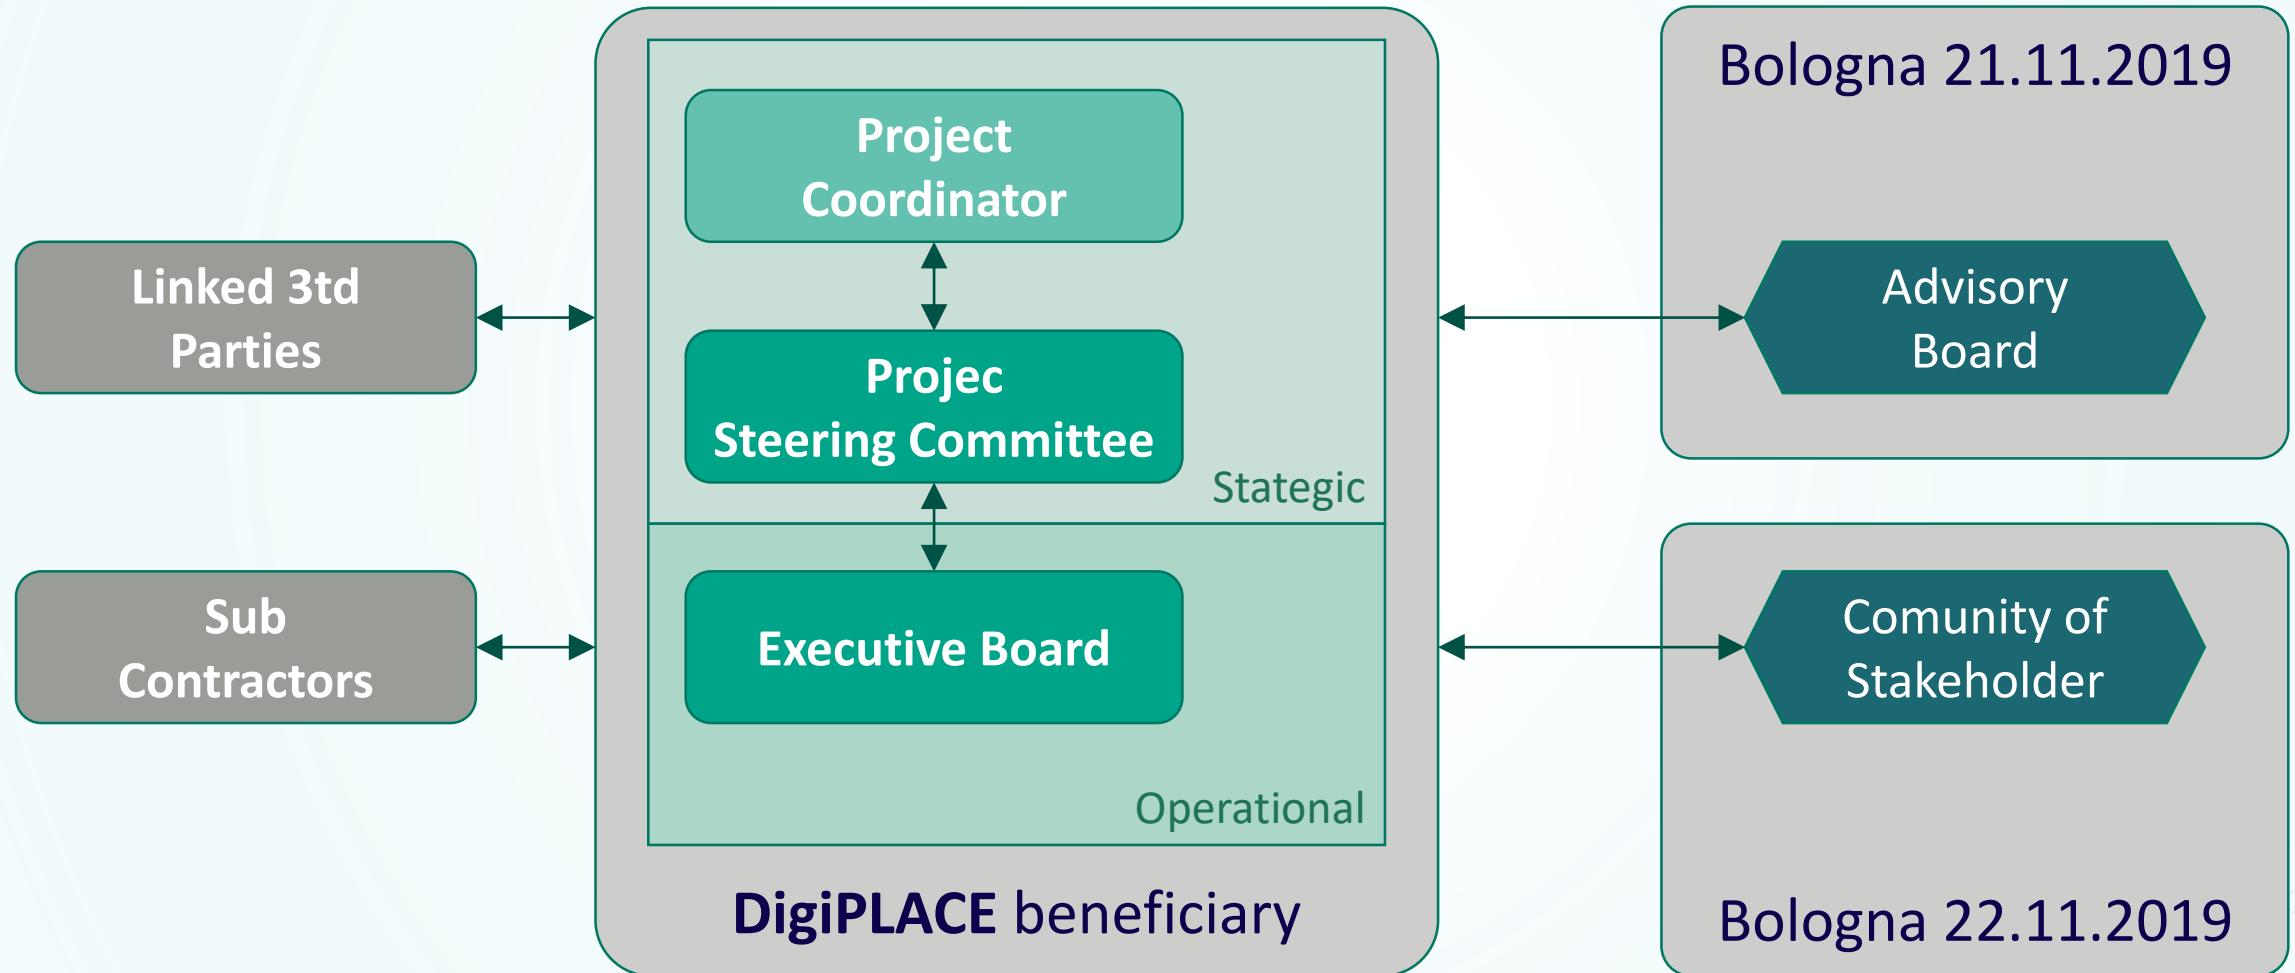 Linked 3td
Parties
Sub
Contractors
Project
Coordinator
Projec
Steering Committee
Stategic
Executive Board
Operational
DigiPLACE beneficiary
Bologna 21.11.2019
Advisory
Board
Comunity of
Stakeholder
Bologna 22.11.2019